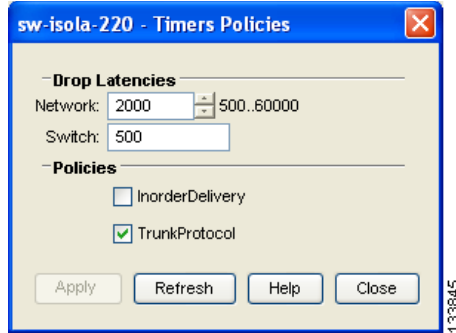 sw-isola-220 - Timers Policies
Drop Latencies
Network: 2000 500..60000
Switch: 500
Policies
InorderDelivery
TrunkProtocol
Apply Refresh Help Close
133845